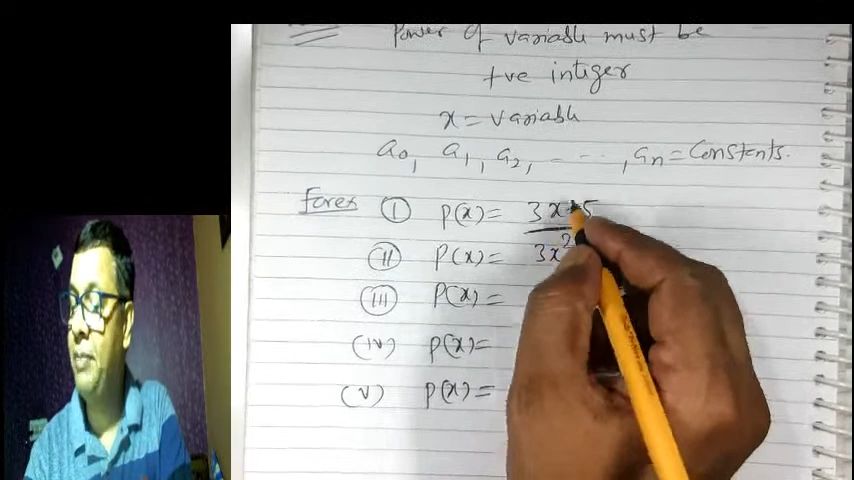 Power of variable must be
+ve integer
x = variable
a₀, a₁, a₂, - - - -, aₙ = Constants.
Forex (I) P(x) = 3x+5
(II) P(x) = 3x²
(III) P(x) =
(IV) P(x) =
(V) P(x) =